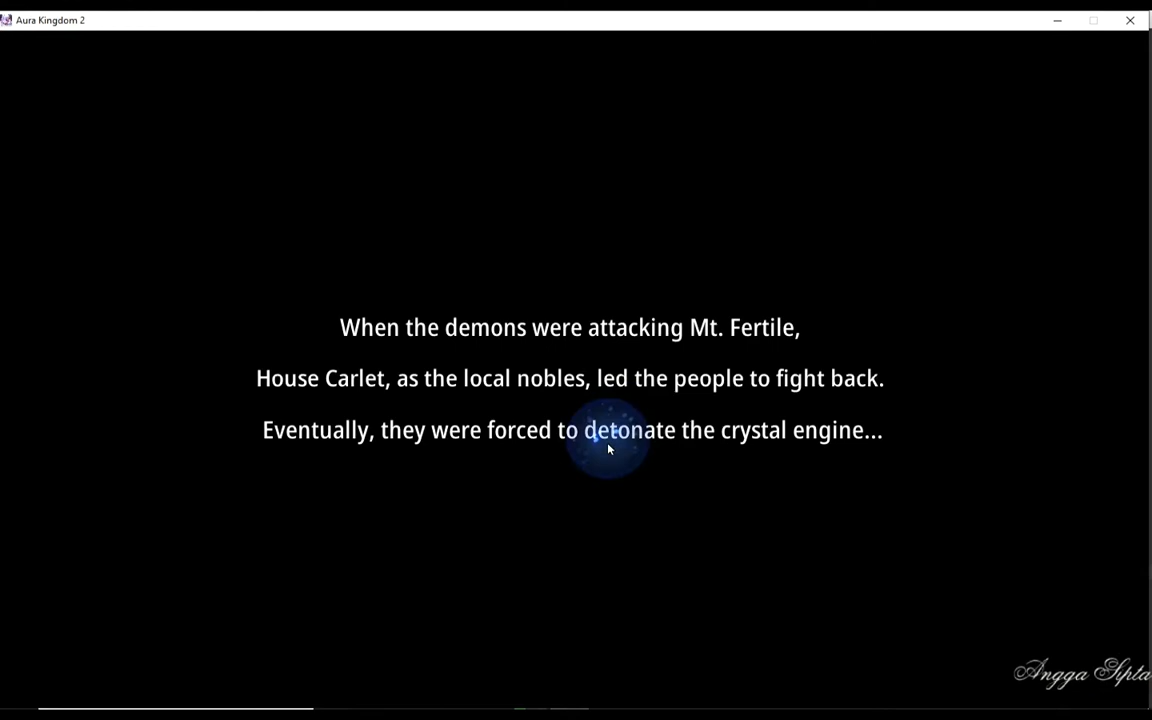 Aura Kingdom 2
When the demons were attacking Mt. Fertile,
House Carlet, as the local nobles, led the people to fight back.
Eventually, they were forced to detonate the crystal engine...
Angga Sipta